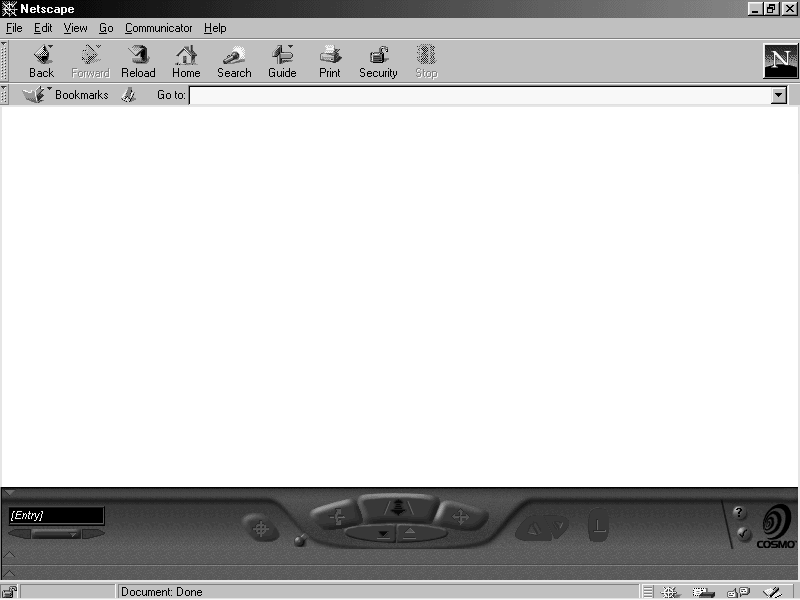 Netscape
File Edit View Go Communicator Help
Back Forward Reload Home Search Guide Print Security Stop
N
Bookmarks Go to:
[Entry]
?
COSMO
Document: Done